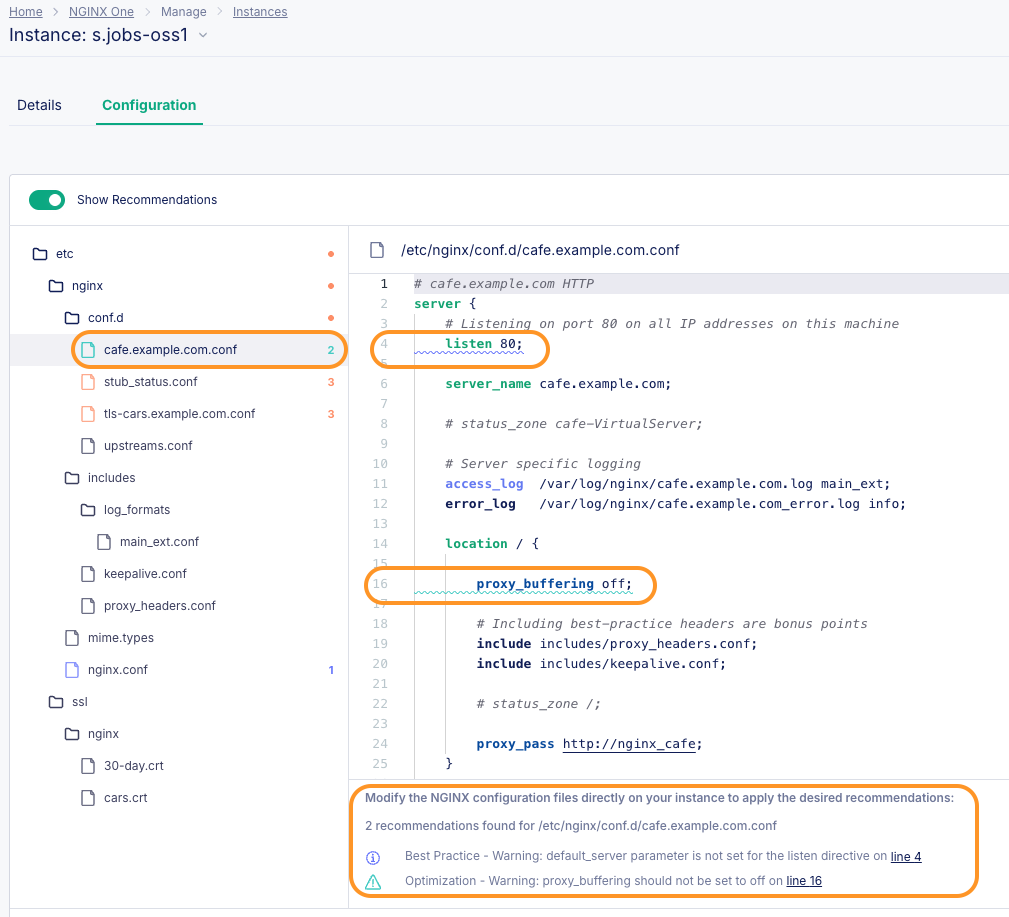 Home > NGINX One > Manage > Instances
Instance: s.jobs-oss1
Details Configuration
Show Recommendations
etc
nginx
conf.d
cafe.example.com.conf 2
stub_status.conf 3
tls-cars.example.com.conf 3
upstreams.conf
includes
log_formats
main_ext.conf
keepalive.conf
proxy_headers.conf
mime.types
nginx.conf 1
ssl
nginx
30-day.crt
cars.crt
/etc/nginx/conf.d/cafe.example.com.conf
1 # cafe.example.com HTTP
2 server {
3 # Listening on port 80 on all IP addresses on this machine
4 listen 80;
5
6 server_name cafe.example.com;
7
8 # status_zone cafe-VirtualServer;
9
10 # Server specific logging
11 access_log /var/log/nginx/cafe.example.com.log main_ext;
12 error_log /var/log/nginx/cafe.example.com_error.log info;
13
14 location / {
15
16 proxy_buffering off;
17
18 # Including best-practice headers are bonus points
19 include includes/proxy_headers.conf;
20 include includes/keepalive.conf;
21
22 # status_zone /;
23
24 proxy_pass http://nginx_cafe;
25 }
Modify the NGINX configuration files directly on your instance to apply the desired recommendations:
2 recommendations found for /etc/nginx/conf.d/cafe.example.com.conf
Best Practice - Warning: default_server parameter is not set for the listen directive on line 4
Optimization - Warning: proxy_buffering should not be set to off on line 16